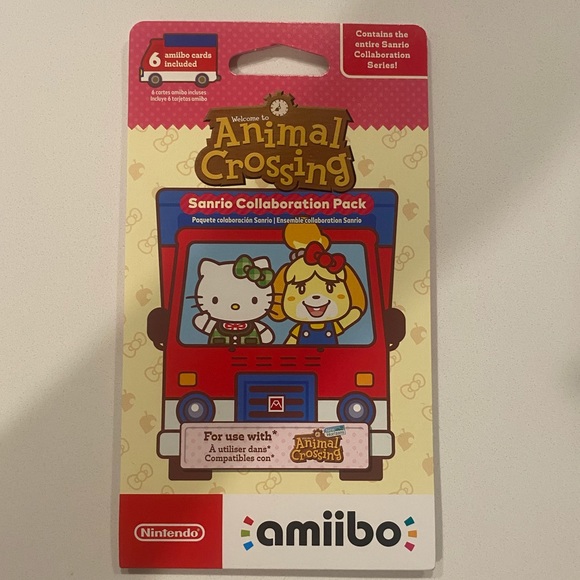 6 amiibo cards
included
6 cartes amiibo incluses
Incluye 6 tarjetas amiibo
Contains the
entire Sanrio
Collaboration
Series!
Welcome to
Animal
Crossing
Sanrio Collaboration Pack
Paquete colaboración Sanrio | Ensemble collaboration Sanrio
For use with*
À utiliser dans*
Compatibles con*
Animal
Crossing
Nintendo
amiibo